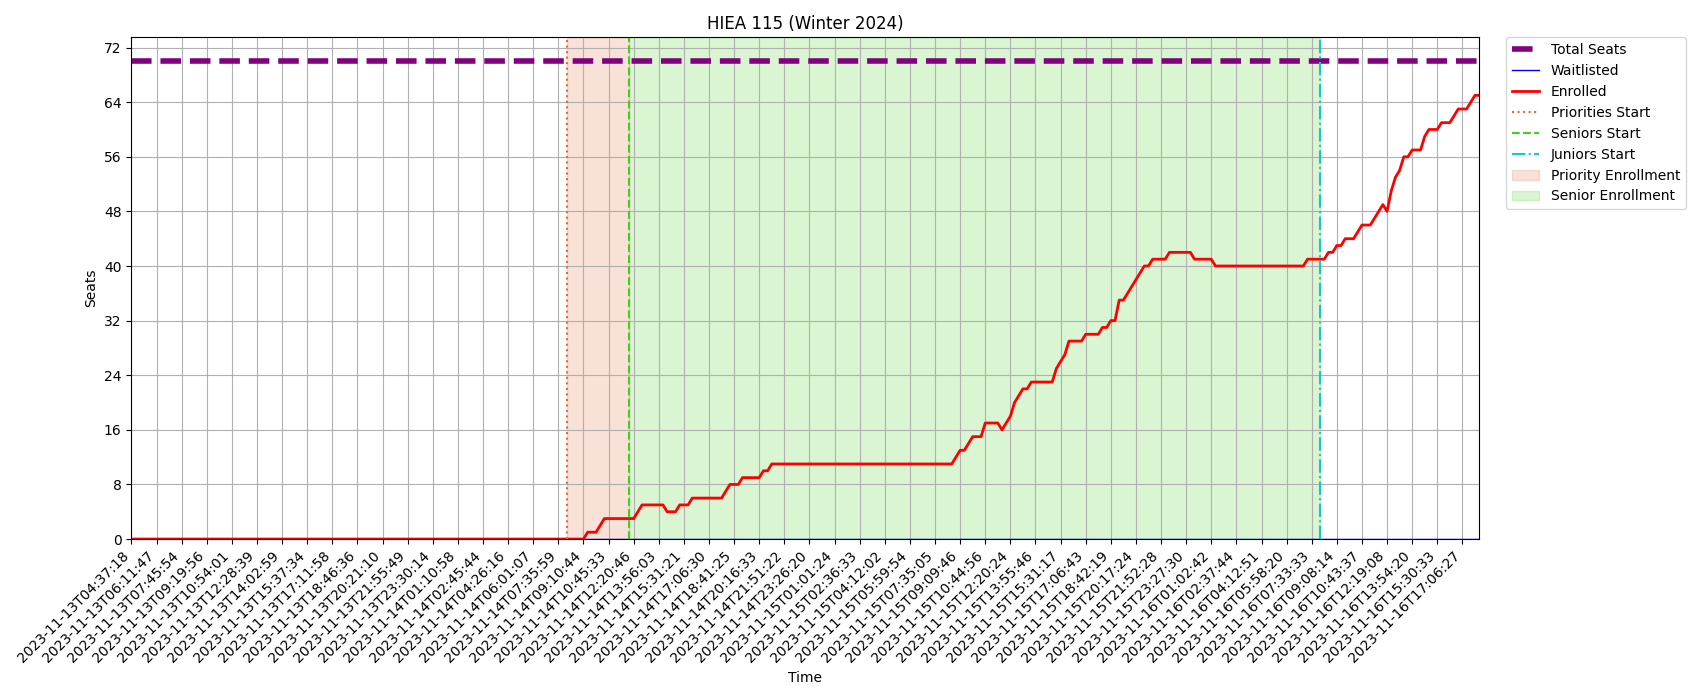 HIEA 115 (Winter 2024)
72
64
56
48
40
32
24
16
8
0
Seats
2023-11-13T04:37:18
2023-11-13T06:11:47
2023-11-13T07:45:54
2023-11-13T09:19:56
2023-11-13T10:54:01
2023-11-13T12:28:39
2023-11-13T14:02:59
2023-11-13T15:37:34
2023-11-13T17:11:58
2023-11-13T18:46:36
2023-11-13T20:21:10
2023-11-13T21:55:49
2023-11-13T23:30:14
2023-11-14T01:10:58
2023-11-14T02:45:44
2023-11-14T04:26:16
2023-11-14T06:01:07
2023-11-14T07:35:59
2023-11-14T09:10:44
2023-11-14T10:45:33
2023-11-14T12:20:46
2023-11-14T13:56:03
2023-11-14T15:31:21
2023-11-14T17:06:30
2023-11-14T18:41:25
2023-11-14T20:16:33
2023-11-14T21:51:22
2023-11-14T23:26:20
2023-11-15T01:01:24
2023-11-15T02:36:33
2023-11-15T04:12:02
2023-11-15T05:59:54
2023-11-15T07:35:05
2023-11-15T09:09:46
2023-11-15T10:44:56
2023-11-15T12:20:24
2023-11-15T13:55:46
2023-11-15T15:31:17
2023-11-15T17:06:43
2023-11-15T18:42:19
2023-11-15T20:17:24
2023-11-15T21:52:28
2023-11-15T23:27:30
2023-11-16T01:02:42
2023-11-16T02:37:44
2023-11-16T04:12:51
2023-11-16T05:58:20
2023-11-16T07:33:33
2023-11-16T09:08:14
2023-11-16T10:43:37
2023-11-16T12:19:08
2023-11-16T13:54:20
2023-11-16T15:30:33
2023-11-16T17:06:27
Time
Total Seats
Waitlisted
Enrolled
Priorities Start
Seniors Start
Juniors Start
Priority Enrollment
Senior Enrollment